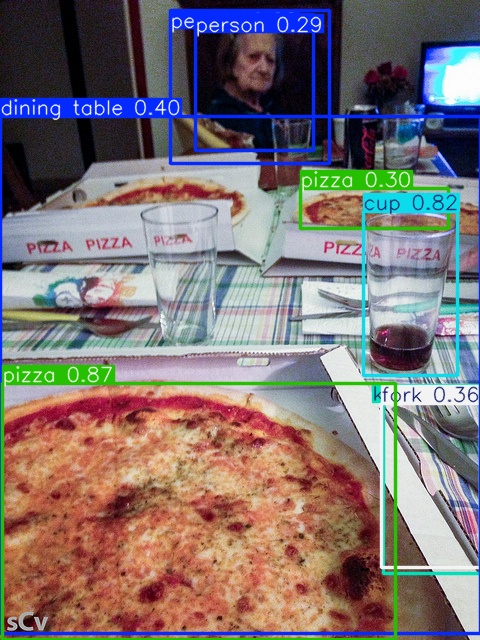 pe
person 0.29
dining table 0.40
pizza 0.30
cup 0.82
PIZZA PIZZA PIZZA
PIZZA PIZZA
pizza 0.87
kfork 0.36
sCv